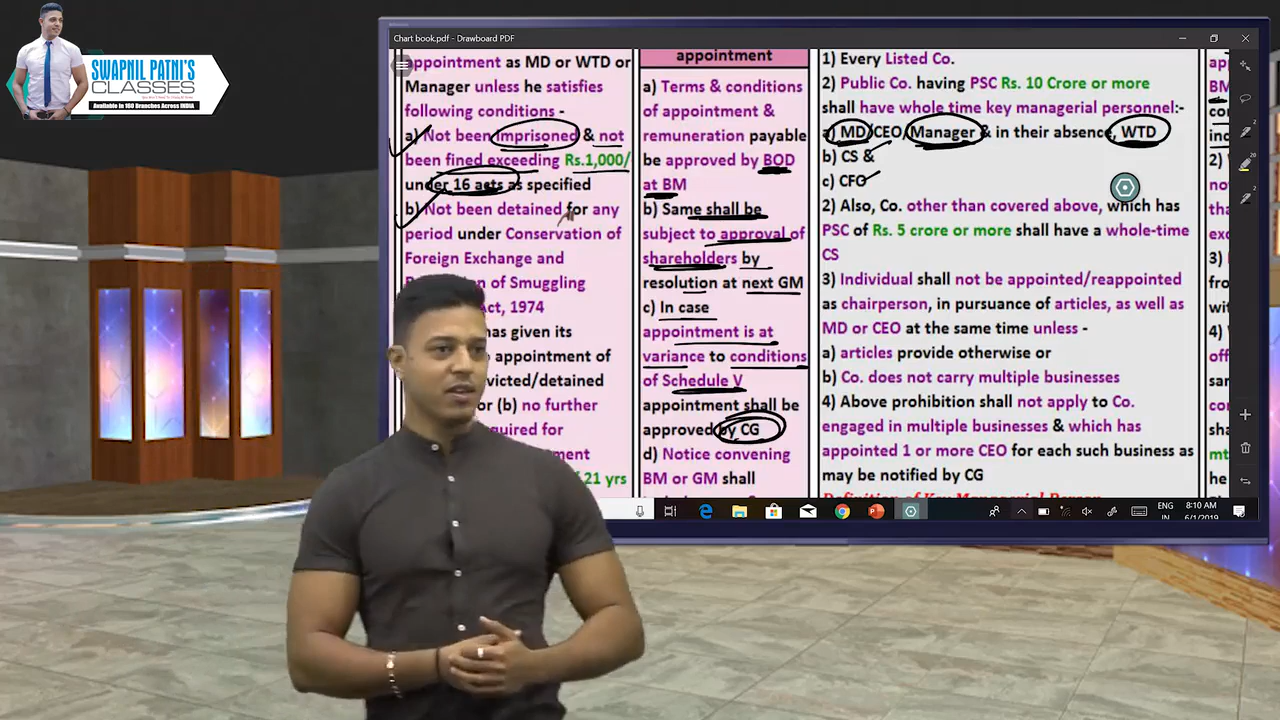 SWAPNIL PATNI'S
CLASSES
Available in 160 Branches Across INDIA
Chart book.pdf - Drawboard PDF
appointment as MD or WTD or
Manager unless he satisfies
following conditions -
a) Not been imprisoned & not
been fined exceeding Rs.1,000/
under 16 acts as specified
b) Not been detained for any
period under Conservation of
Foreign Exchange and
of Smuggling
Act, 1974
has given its
appointment of
/detained
or (b) no further
for
21 yrs
appointment
a) Terms & conditions
of appointment &
remuneration payable
be approved by BOD
at BM
b) Same shall be
subject to approval of
shareholders by
resolution at next GM
c) In case
appointment is at
variance to conditions
of Schedule V
appointment shall be
approved by CG
d) Notice convening
BM or GM shall
1) Every Listed Co.
2) Public Co. having PSC Rs. 10 Crore or more
shall have whole time key managerial personnel:-
a) MD/CEO/Manager & in their absence, WTD
b) CS &
c) CFO
2) Also, Co. other than covered above, which has
PSC of Rs. 5 crore or more shall have a whole-time
CS
3) Individual shall not be appointed/reappointed
as chairperson, in pursuance of articles, as well as
MD or CEO at the same time unless -
a) articles provide otherwise or
b) Co. does not carry multiple businesses
4) Above prohibition shall not apply to Co.
engaged in multiple businesses & which has
appointed 1 or more CEO for each such business as
may be notified by CG
BM
2)
3)
4)
he
ENG
IN
8:10 AM
6/1/2019